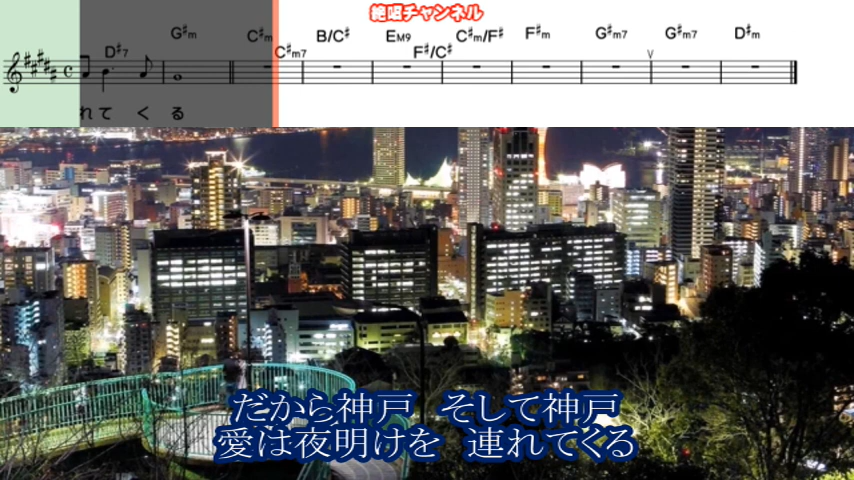 絶唱チャンネル
G♯m C♯m B/C♯ EM9 C♯m/F♯ F♯m G♯m7 G♯m7 D♯m
D♯7 C♯m7 F♯/C♯
れて くる
だから神戸 そして神戸
愛は夜明けを 連れてくる